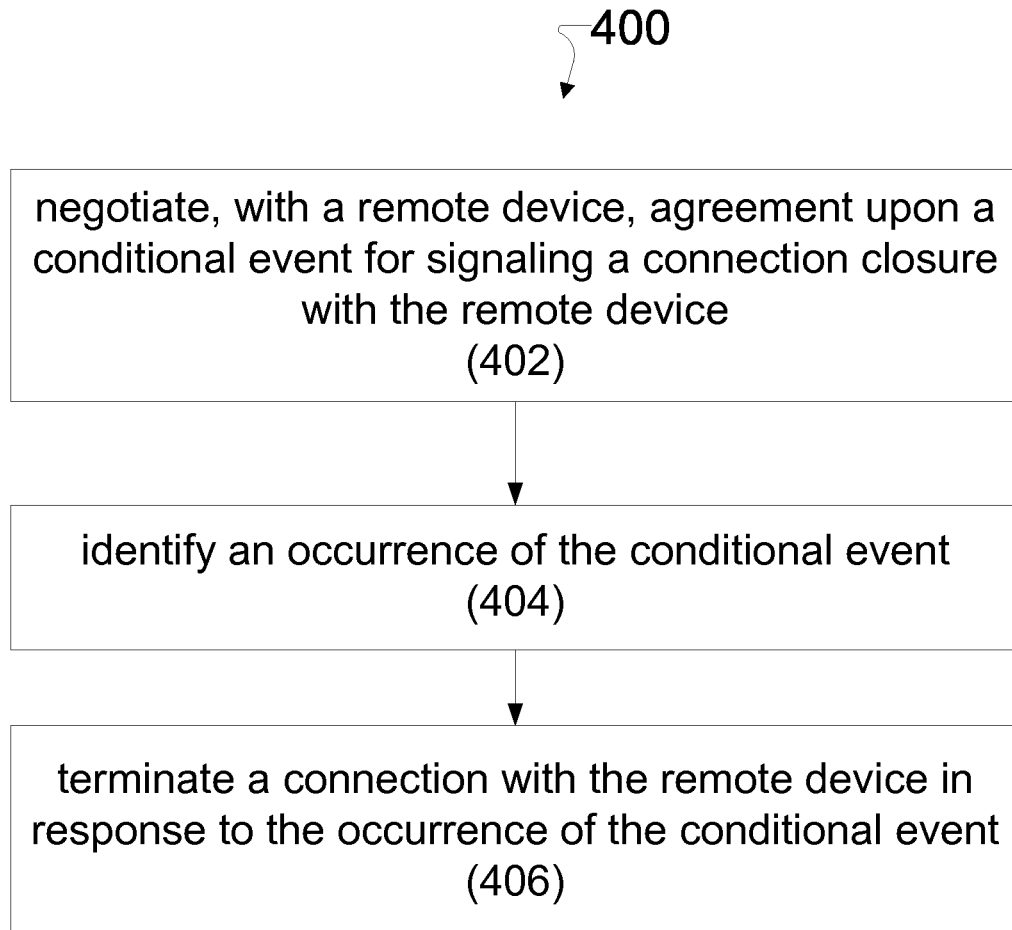 400
negotiate, with a remote device, agreement upon a
conditional event for signaling a connection closure
with the remote device
(402)
identify an occurrence of the conditional event
(404)
terminate a connection with the remote device in
response to the occurrence of the conditional event
(406)